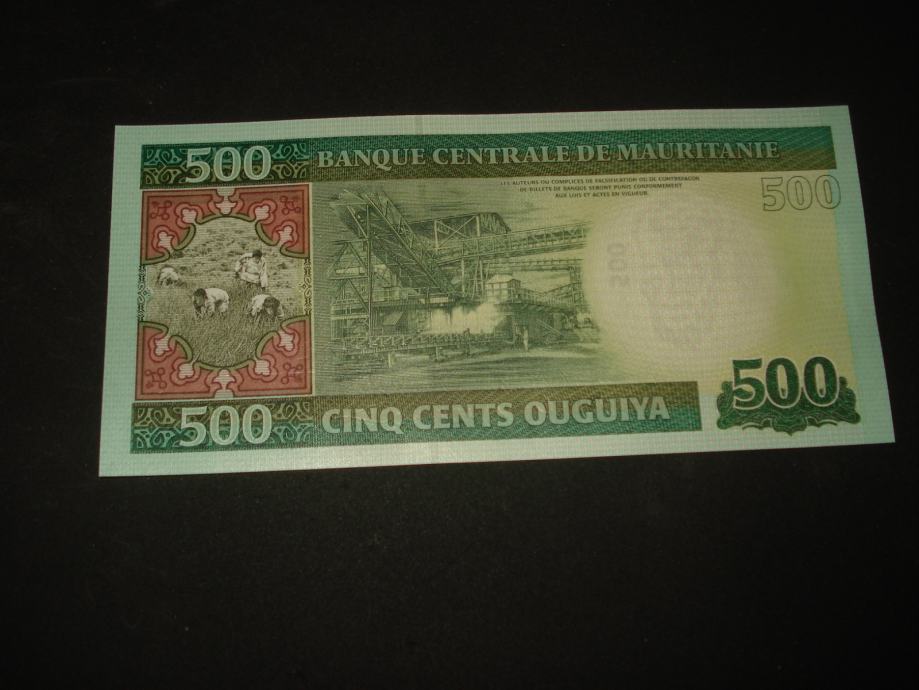 500 BANQUE CENTRALE DE MAURITANIE
LES AUTEURS OU COMPLICES DE FALSIFICATION OU DE CONTREFAÇON
DE BILLETS DE BANQUE SERONT PUNIS CONFORMEMENT
AUX LOIS ET ACTES EN VIGUEUR.
500
500
500
500 CINQ CENTS OUGUIYA